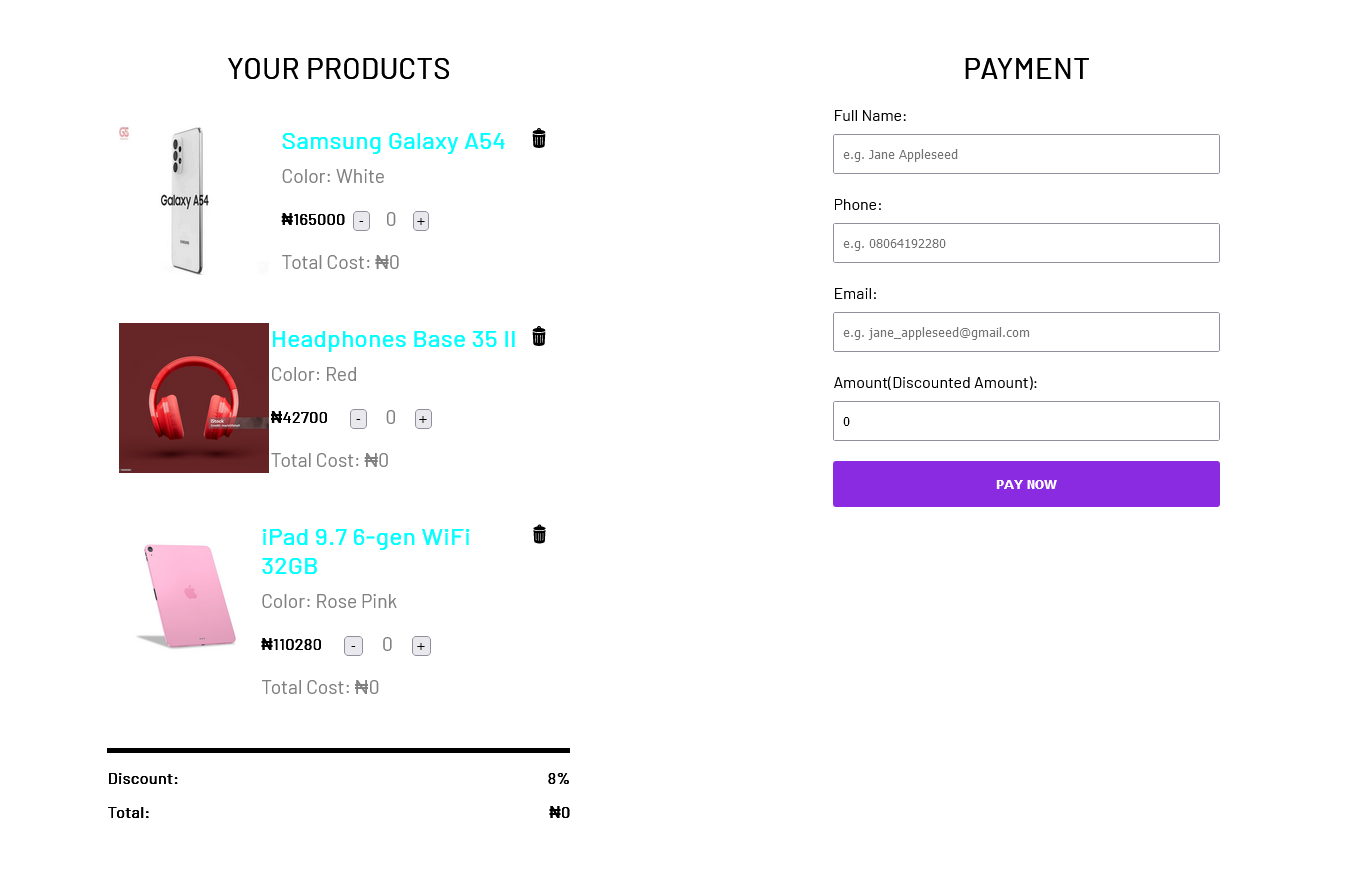 YOUR PRODUCTS
Samsung Galaxy A54
Color: White
Galaxy A54
SAMSUNG
₦165000 - 0 +
Total Cost: ₦0
Headphones Base 35 II
Color: Red
iStock
₦42700 - 0 +
Total Cost: ₦0
iPad 9.7 6-gen WiFi
32GB
Color: Rose Pink
₦110280 - 0 +
Total Cost: ₦0
Discount: 8%
Total: ₦0
PAYMENT
Full Name:
e.g. Jane Appleseed
Phone:
e.g. 08064192280
Email:
e.g. jane_appleseed@gmail.com
Amount(Discounted Amount):
0
PAY NOW